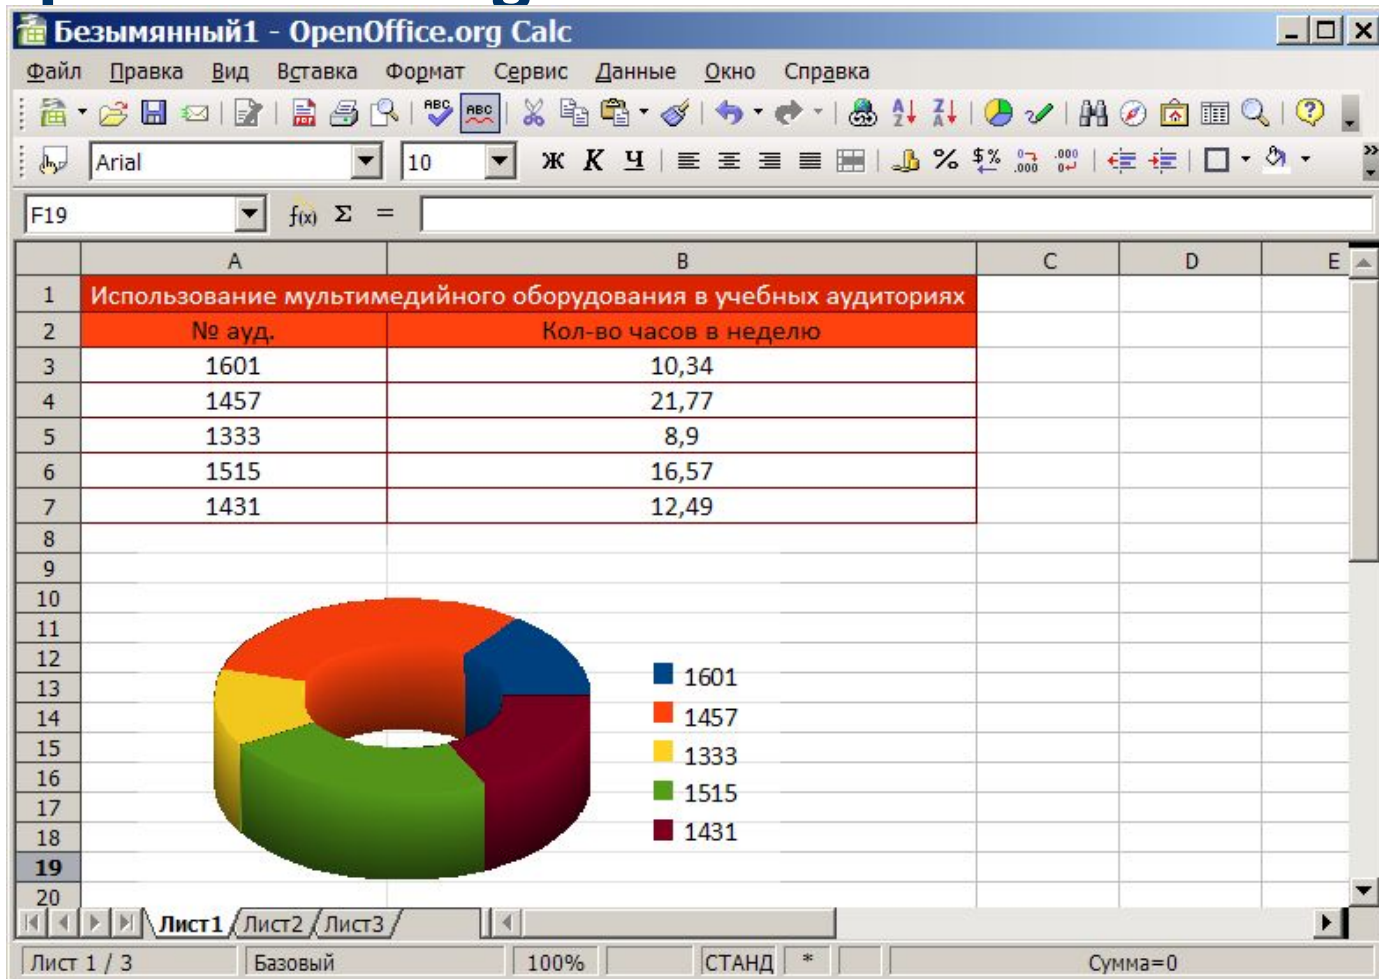 Безымянный1 - OpenOffice.org Calc
Файл Правка Вид Вставка Формат Сервис Данные Окно Справка
Arial 10 Ж К Ч
F19 f(x) Σ =
A B C D E
1 Использование мультимедийного оборудования в учебных аудиториях
2 № ауд. Кол-во часов в неделю
3 1601 10,34
4 1457 21,77
5 1333 8,9
6 1515 16,57
7 1431 12,49
8
9
10
11
12
13
14
15
16
17
18
19
20
1601
1457
1333
1515
1431
Лист1 Лист2 Лист3
Лист 1 / 3 Базовый 100% СТАНД * Сумма=0